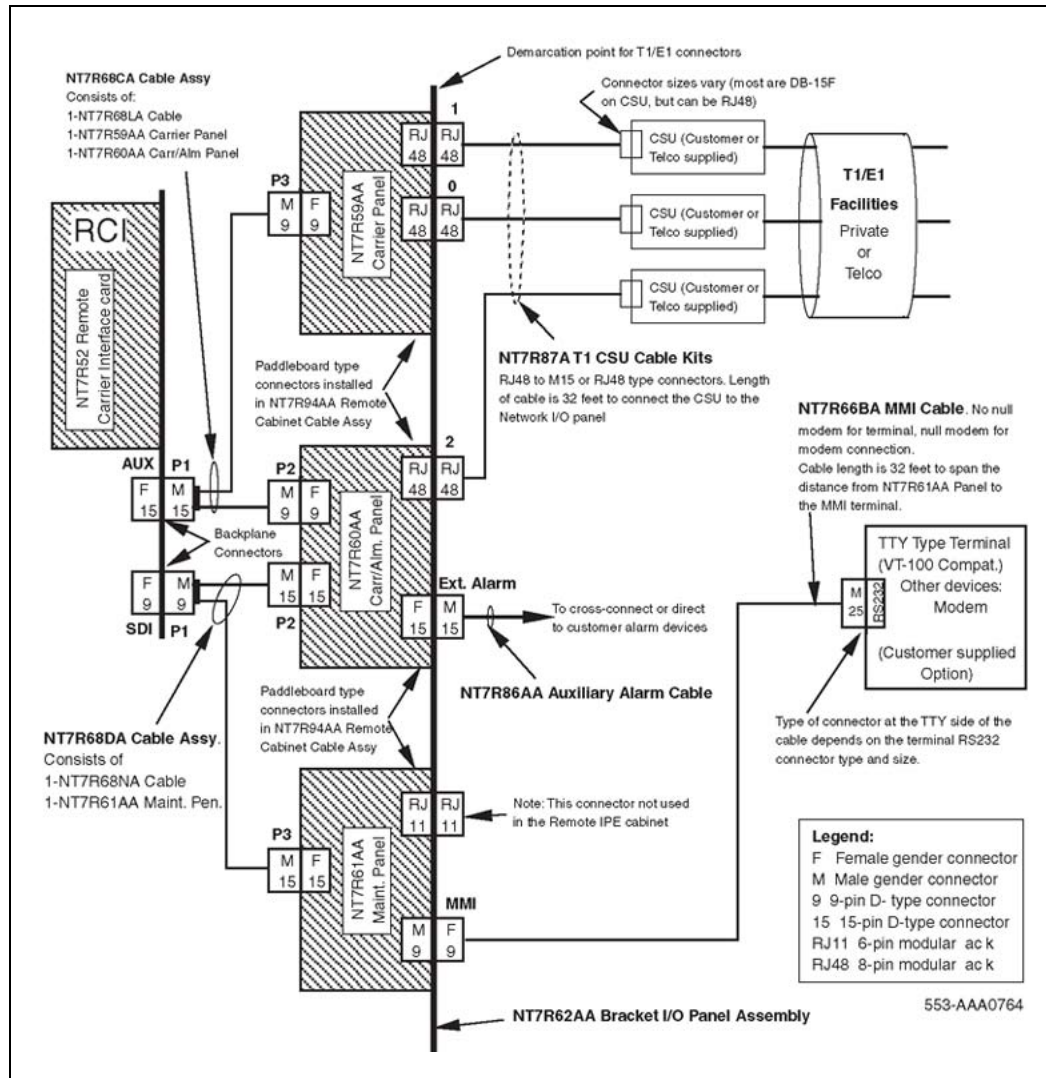 Demarcation point for T1/E1 connectors
NT7R68CA Cable Assy
Consists of:
1-NT7R68LA Cable
1-NT7R59AA Carrier Panel
1-NT7R60AA Carr/Alm Panel
Connector sizes vary (most are DB-15F
on CSU, but can be RJ48)
1
RJ
48
RJ
48
CSU (Customer or
Telco supplied)
T1/E1
Facilities
Private
or
Telco
P3
M
9
F
9
NT7R59AA
Carrier Panel
0
RJ
48
RJ
48
CSU (Customer or
Telco supplied)
RCI
NT7R52 Remote
Carrier Interface card
CSU (Customer or
Telco supplied)
NT7R87A T1 CSU Cable Kits
RJ48 to M15 or RJ48 type connectors. Length
of cable is 32 feet to connect the CSU to the
Network I/O panel
Paddleboard type
connectors installed
in NT7R94AA Remote
Cabinet Cable Assy
NT7R66BA MMI Cable. No null
modem for terminal, null modem for
modem connection.
Cable length is 32 feet to span the
distance from NT7R61AA Panel to
the MMI terminal.
AUX
P1
F
15
M
15
P2
M
9
F
9
2
RJ
48
RJ
48
NT7R60AA
Carr/Alm. Panel
Backplane
Connectors
F
9
M
9
SDI
P1
M
15
F
15
P2
Ext. Alarm
F
15
M
15
To cross-connect or direct
to customer alarm devices
NT7R86AA Auxiliary Alarm Cable
TTY Type Terminal
(VT-100 Compat.)
Other devices:
Modem
(Customer supplied
Option)
M
25
RS232
Type of connector at the TTY side of the
cable depends on the terminal RS232
connector type and size.
Paddleboard type
connectors installed
in NT7R94AA Remote
Cabinet Cable Assy
NT7R68DA Cable Assy.
Consists of
1-NT7R68NA Cable
1-NT7R61AA Maint. Pen.
RJ
11
RJ
11
Note: This connector not used
in the Remote IPE cabinet
P3
M
15
F
15
NT7R61AA
Maint. Panel
MMI
M
9
F
9
Legend:
F Female gender connector
M Male gender connector
9 9-pin D- type connector
15 15-pin D-type connector
RJ11 6-pin modular ac k
RJ48 8-pin modular ac k
553-AAA0764
NT7R62AA Bracket I/O Panel Assembly